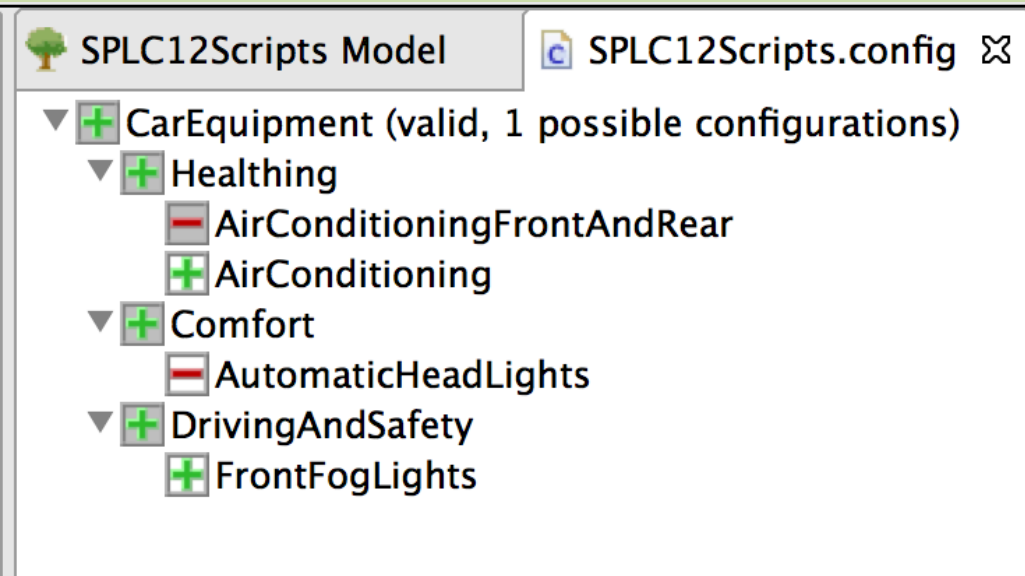 SPLC12Scripts Model
SPLC12Scripts.config
CarEquipment (valid, 1 possible configurations)
Healthing
AirConditioningFrontAndRear
AirConditioning
Comfort
AutomaticHeadLights
DrivingAndSafety
FrontFogLights